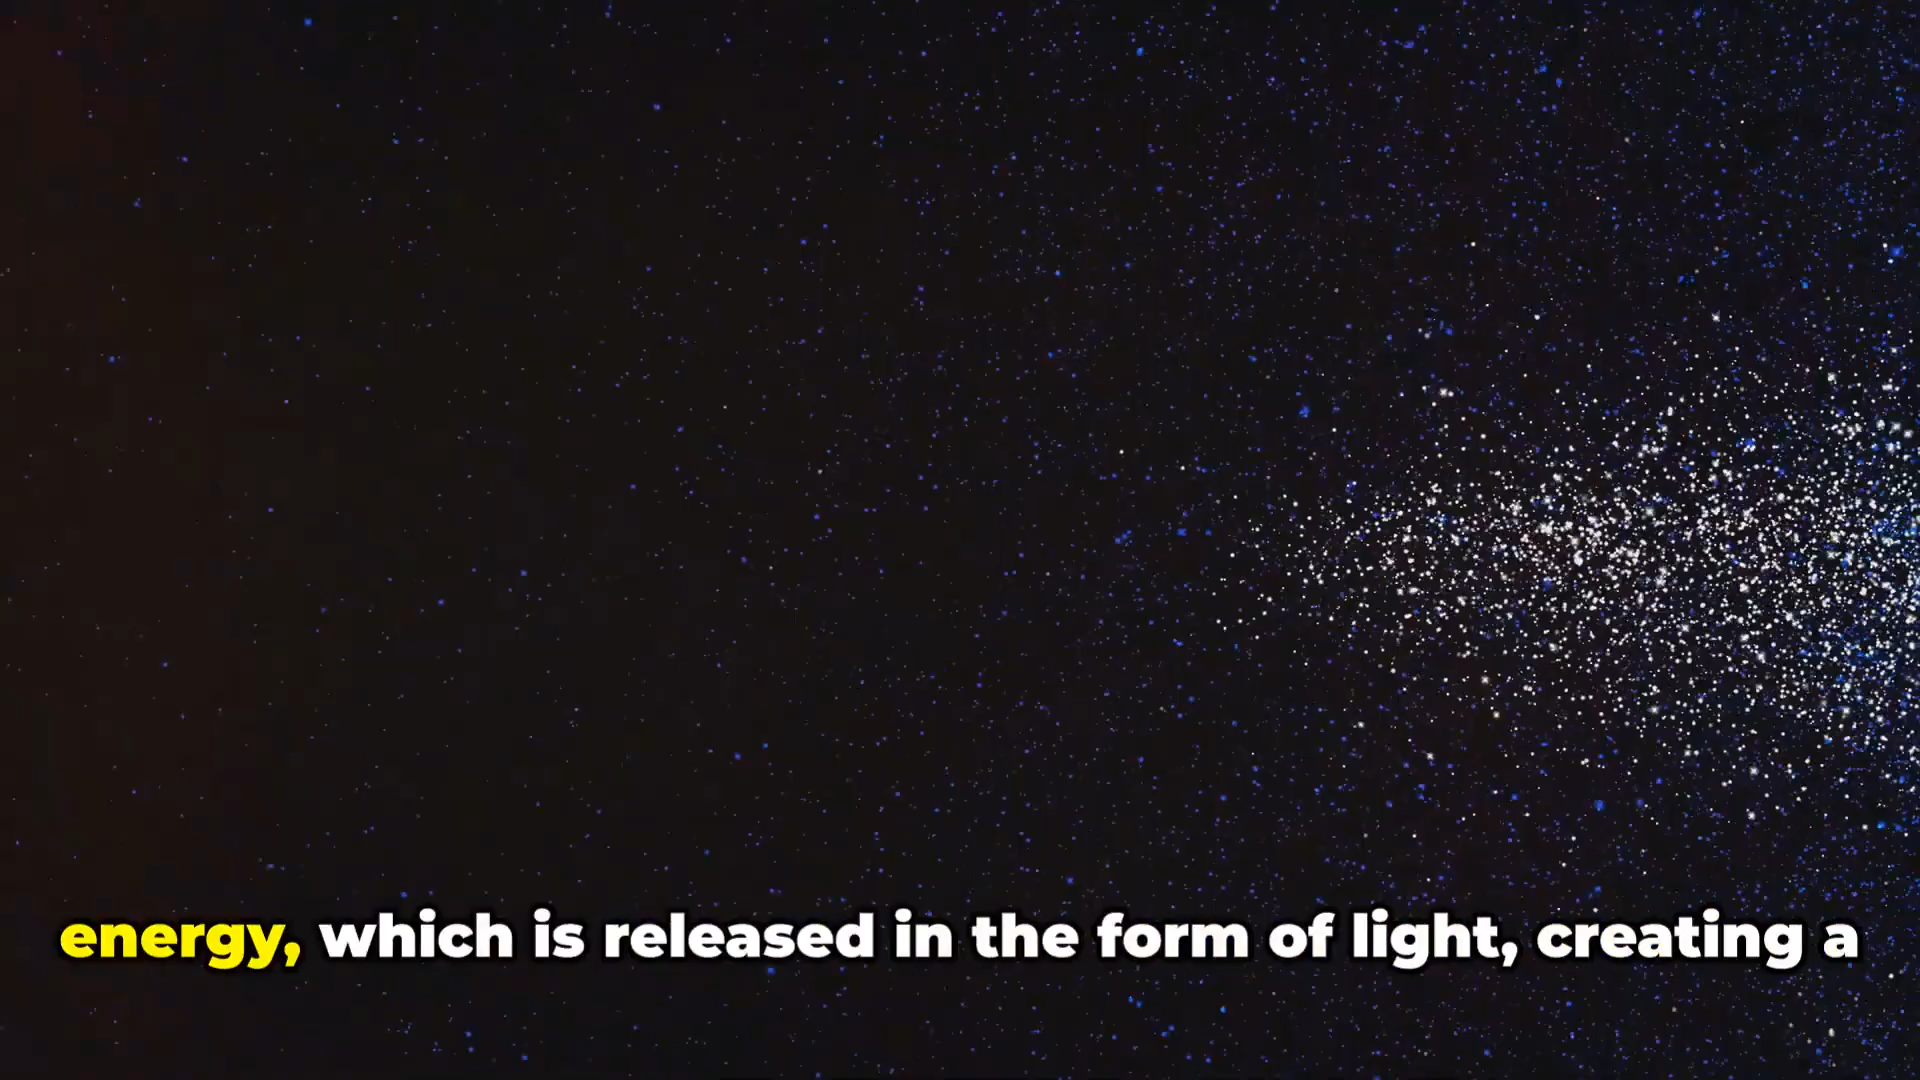 energy, which is released in the form of light, creating a